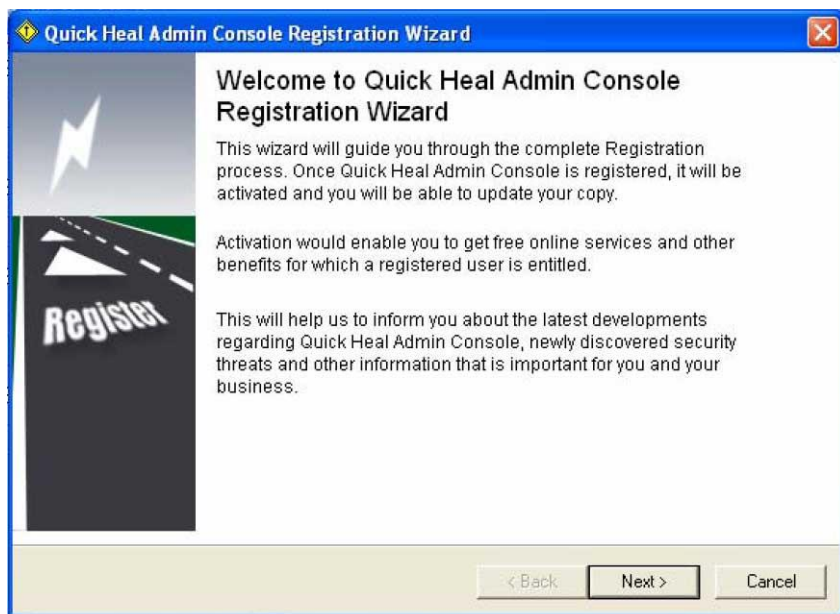 Quick Heal Admin Console Registration Wizard
Welcome to Quick Heal Admin Console
Registration Wizard
This wizard will guide you through the complete Registration
process. Once Quick Heal Admin Console is registered, it will be
activated and you will be able to update your copy.
Activation would enable you to get free online services and other
benefits for which a registered user is entitled.
This will help us to inform you about the latest developments
regarding Quick Heal Admin Console, newly discovered security
threats and other information that is important for you and your
business.
Register
< Back
Next >
Cancel